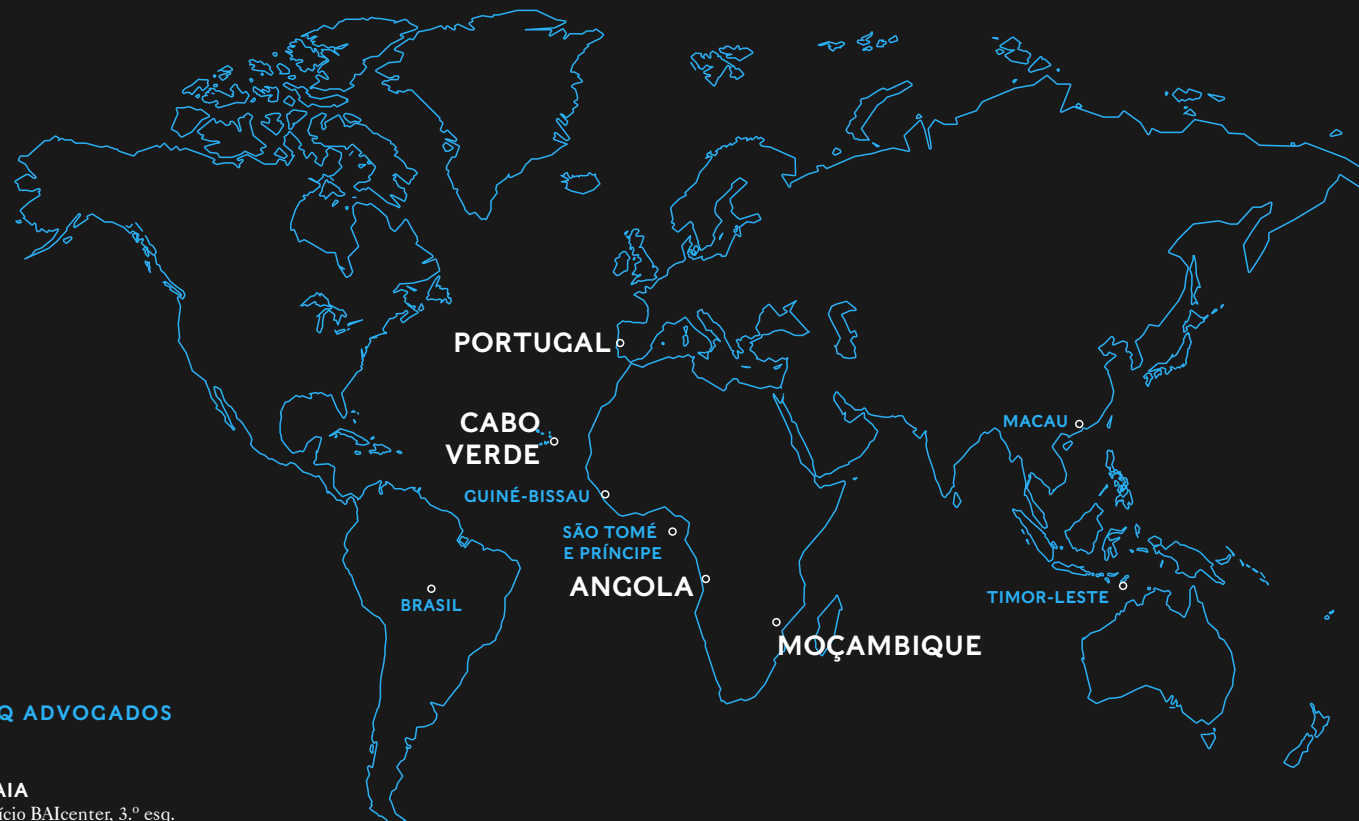 PORTUGAL
CABO
VERDE
MACAU
GUINÉ-BISSAU
SÃO TOMÉ
E PRÍNCIPE
ANGOLA
BRASIL
TIMOR-LESTE
MOÇAMBIQUE
Q ADVOGADOS
AIA
ício BAIcenter, 3.º esq.